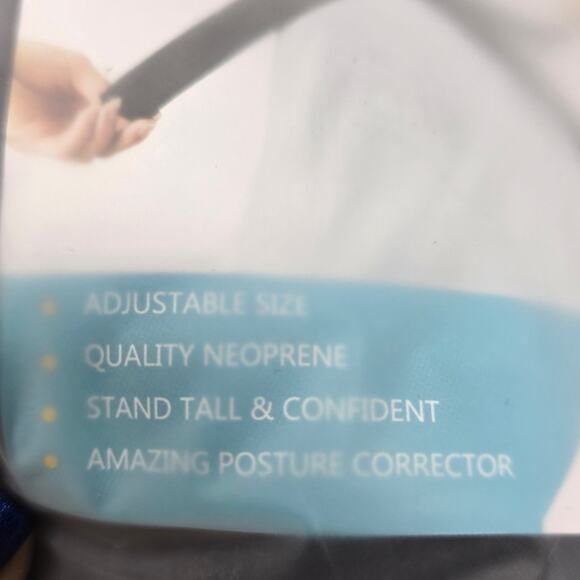 ADJUSTABLE SIZE
QUALITY NEOPRENE
STAND TALL & CONFIDENT
AMAZING POSTURE CORRECTOR